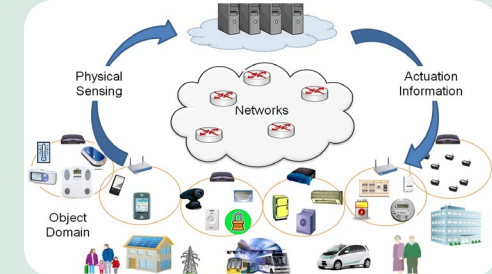 Physical
Sensing
Actuation
Information
Networks
Object
Domain